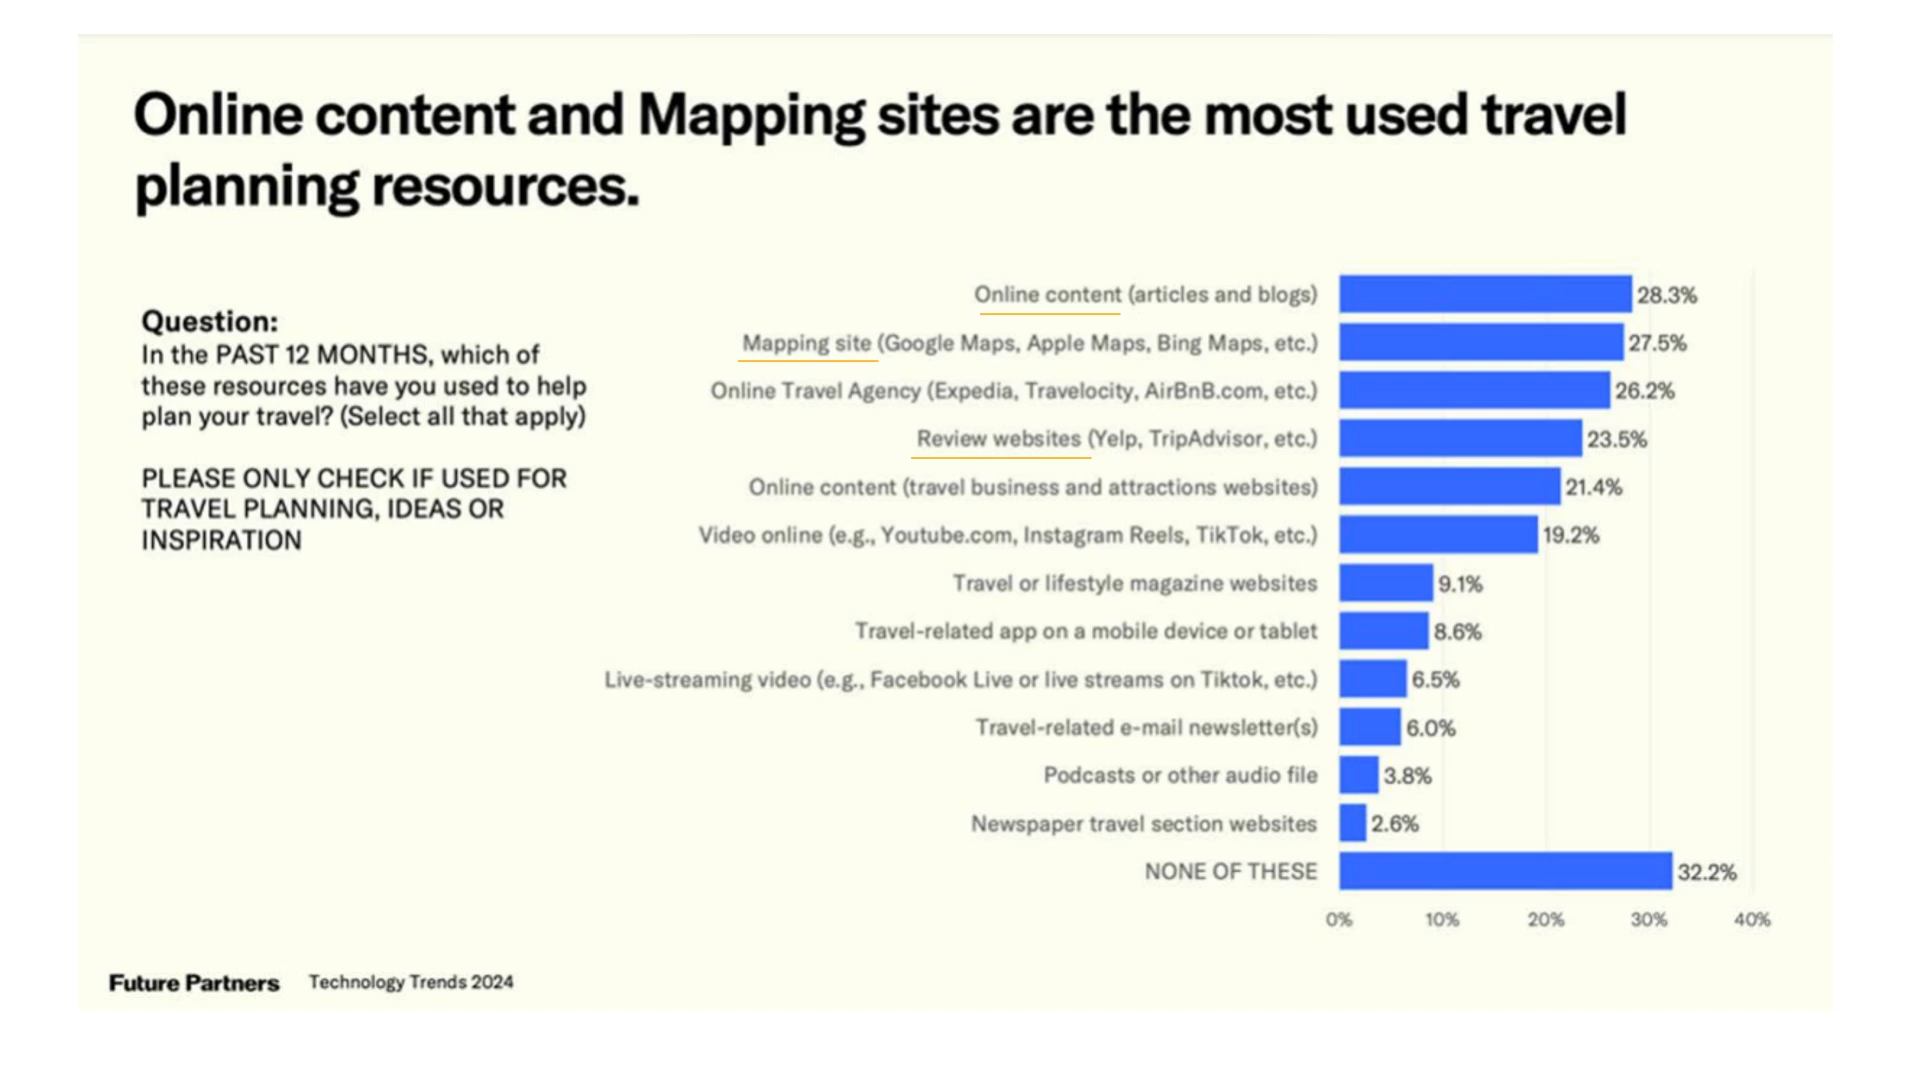 Online content and Mapping sites are the most used travel
planning resources.
Question:
In the PAST 12 MONTHS, which of
these resources have you used to help
plan your travel? (Select all that apply)
PLEASE ONLY CHECK IF USED FOR
TRAVEL PLANNING, IDEAS OR
INSPIRATION
Online content (articles and blogs) 28.3%
Mapping site (Google Maps, Apple Maps, Bing Maps, etc.) 27.5%
Online Travel Agency (Expedia, Travelocity, AirBnB.com, etc.) 26.2%
Review websites (Yelp, TripAdvisor, etc.) 23.5%
Online content (travel business and attractions websites) 21.4%
Video online (e.g., Youtube.com, Instagram Reels, TikTok, etc.) 19.2%
Travel or lifestyle magazine websites 9.1%
Travel-related app on a mobile device or tablet 8.6%
Live-streaming video (e.g., Facebook Live or live streams on Tiktok, etc.) 6.5%
Travel-related e-mail newsletter(s) 6.0%
Podcasts or other audio file 3.8%
Newspaper travel section websites 2.6%
NONE OF THESE 32.2%
0% 10% 20% 30% 40%
Future Partners Technology Trends 2024